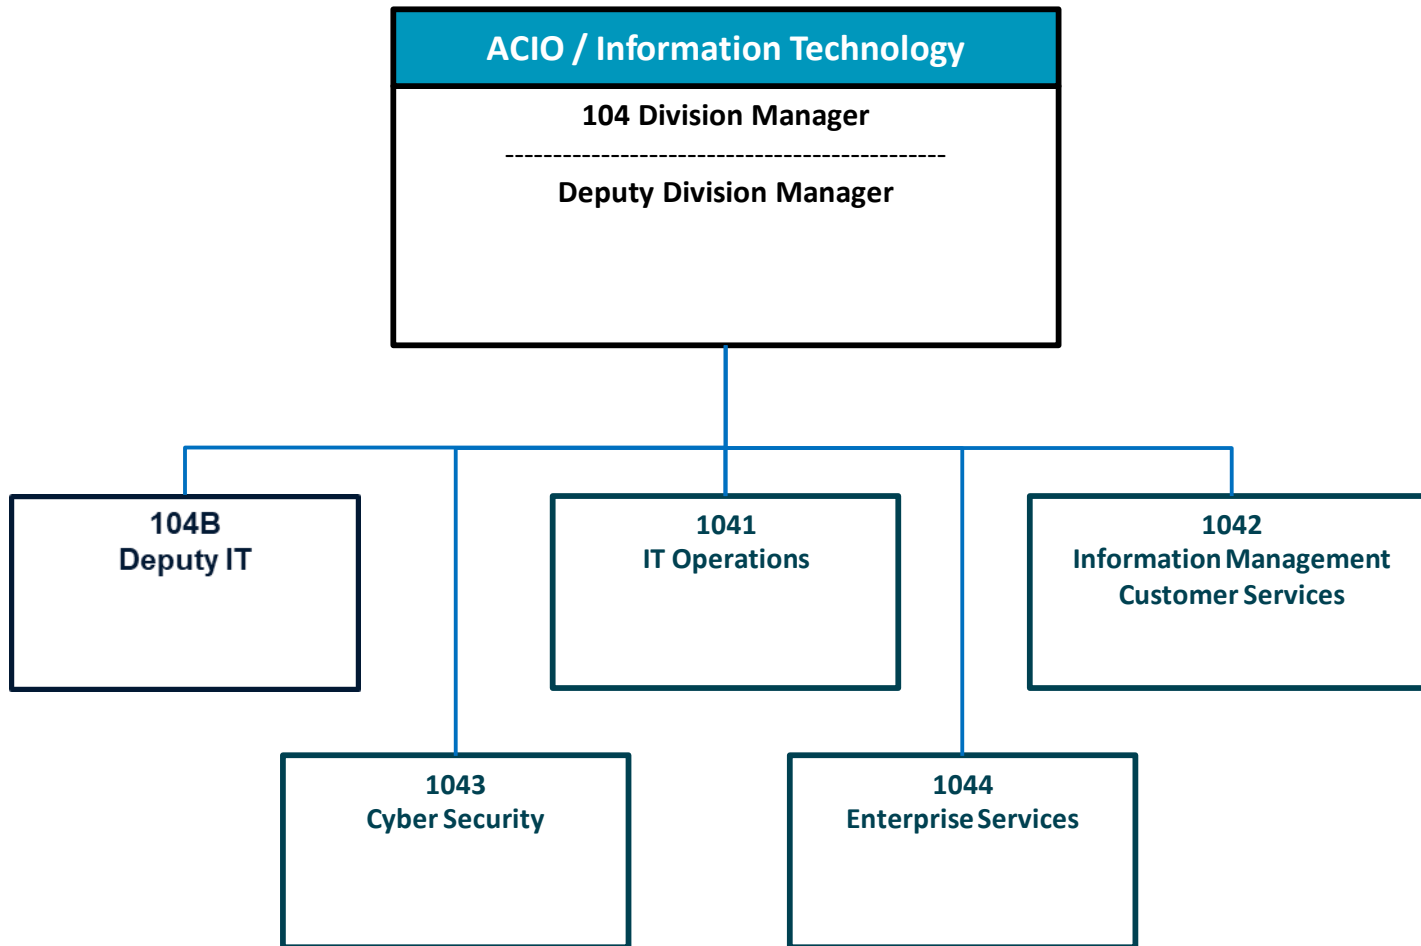 ACIO / Information Technology
104 Division Manager
----------------------------------------------
Deputy Division Manager
104B
Deputy IT
1041
IT Operations
1042
Information Management
Customer Services
1043
Cyber Security
1044
Enterprise Services